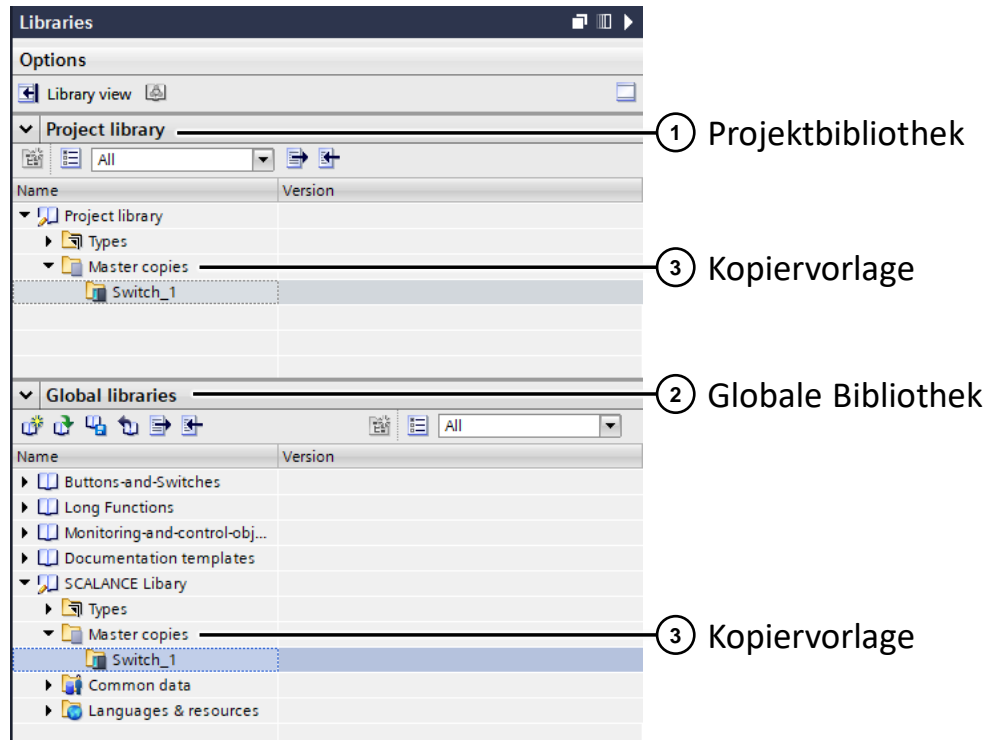 Libraries
Options
Library view
Project library
1 Projektbibliothek
All
Name Version
Project library
Types
Master copies
3 Kopiervorlage
Switch_1
Global libraries
2 Globale Bibliothek
All
Name Version
Buttons-and-Switches
Long Functions
Monitoring-and-control-obj...
Documentation templates
SCALANCE Libary
Types
Master copies
3 Kopiervorlage
Switch_1
Common data
Languages & resources